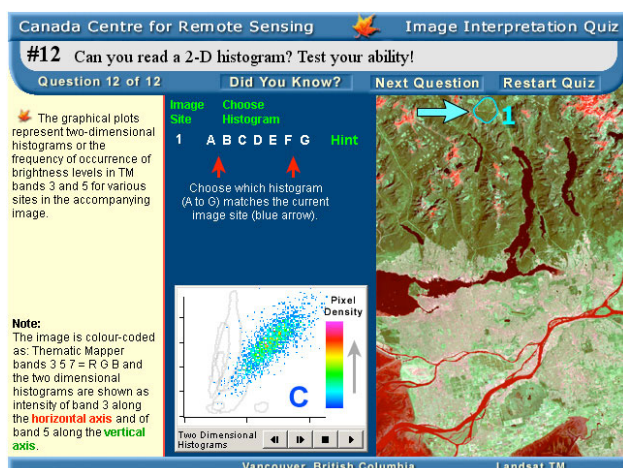 Canada Centre for Remote Sensing Image Interpretation Quiz
#12 Can you read a 2-D histogram? Test your ability!
Question 12 of 12 Did You Know? Next Question Restart Quiz
The graphical plots
represent two-dimensional
histograms or the
frequency of occurrence of
brightness levels in TM
bands 3 and 5 for various
sites in the accompanying
image.
Note:
The image is colour-coded
as: Thematic Mapper
bands 3 5 7 = R G B and
the two dimensional
histograms are shown as
intensity of band 3 along
the horizontal axis and of
band 5 along the vertical
axis.
Image Choose
Site Histogram
1 A B C D E F G Hint
Choose which histogram
(A to G) matches the current
image site (blue arrow).
Pixel
Density
C
Two Dimensional
Histograms
1
Vancouver, British Columbia Landsat TM